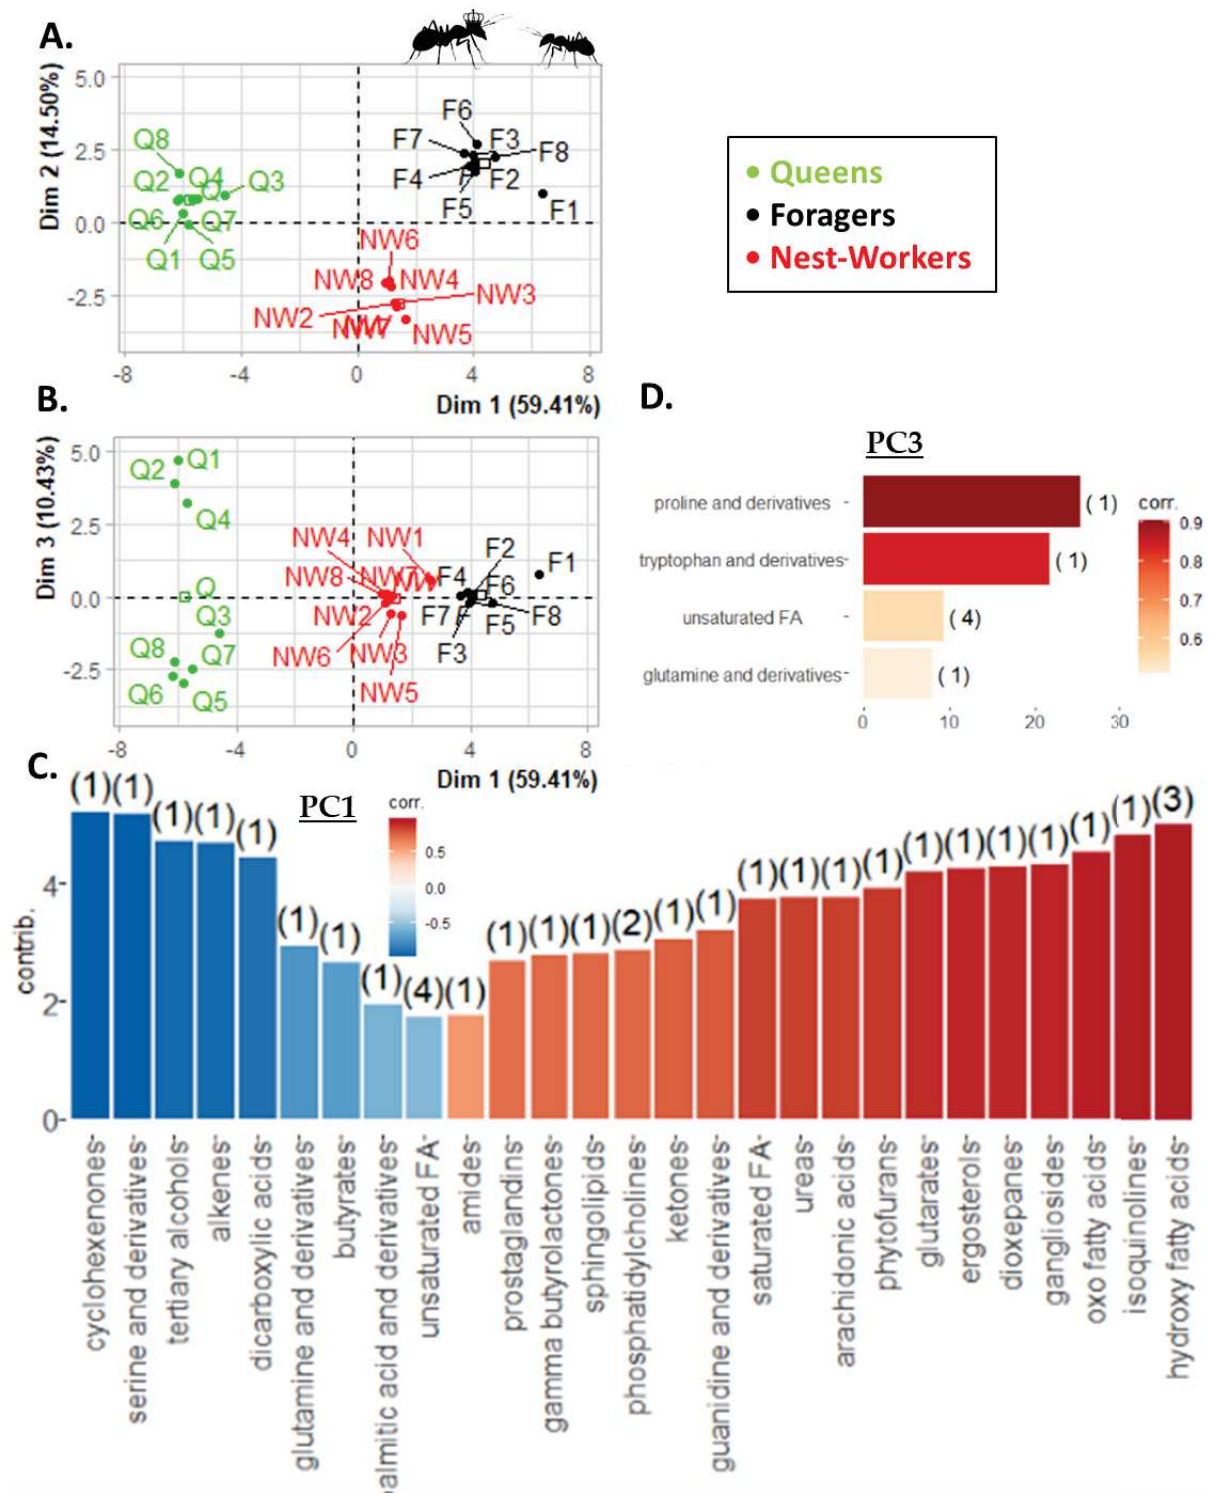 A.
Dim 2 (14.50%)
5.0
2.5
0.0
-2.5
Q8
Q2
Q4
Q
Q3
Q6
Q7
Q1
Q5
F6
F7
F3
F8
F4
F2
F5
F1
NW6
NW8
NW4
NW3
NW2
NW7
NW5
-8
-4
0
4
8
Dim 1 (59.41%)
• Queens
• Foragers
• Nest-Workers
B.
Dim 3 (10.43%)
5.0
2.5
0.0
-2.5
Q2
Q1
Q4
Q
Q3
Q8
Q7
Q6
Q5
NW4
NW1
NW8
NW7
NW2
NW6
NW3
NW5
F2
F1
F4
F6
F7
F
F5
F8
F3
-8
-4
0
4
8
Dim 1 (59.41%)
D.
PC3
proline and derivatives
tryptophan and derivatives
unsaturated FA
glutamine and derivatives
(1)
(1)
(4)
(1)
0
10
20
30
corr.
0.9
0.8
0.7
0.6
C.
PC1
corr.
0.5
0.0
-0.5
contrib.
4
2
0
(1)
(1)
(1)
(1)
(1)
(1)
(1)
(1)
(4)
(1)
(1)
(1)
(1)
(2)
(1)
(1)
(1)
(1)
(1)
(1)
(1)
(1)
(1)
(1)
(1)
(1)
(3)
cyclohexenones
serine and derivatives
tertiary alcohols
alkenes
dicarboxylic acids
glutamine and derivatives
butyrates
almitic acid and derivatives
unsaturated FA
amides
prostaglandins
gamma butyrolactones
sphingolipids
phosphatidylcholines
ketones
guanidine and derivatives
saturated FA
ureas
arachidonic acids
phytofurans
glutarates
ergosterols
dioxepanes
gangliosides
oxo fatty acids
isoquinolines
hydroxy fatty acids